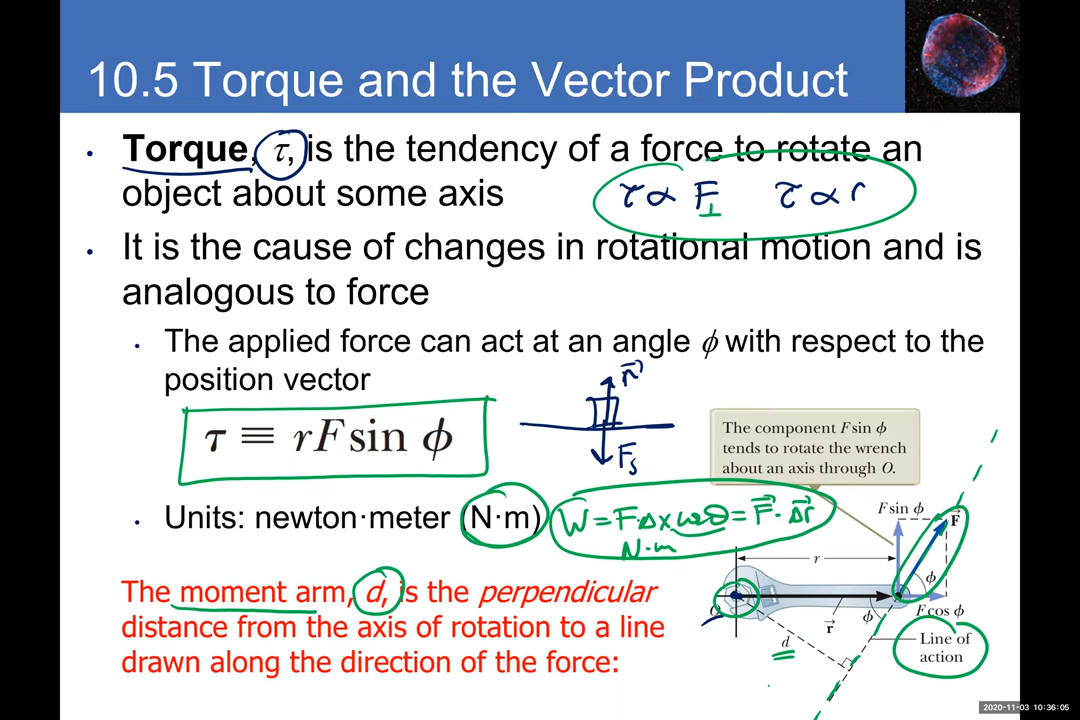 10.5 Torque and the Vector Product
• Torque, τ, is the tendency of a force to rotate an
object about some axis
τ ∝ F⊥ τ ∝ r
• It is the cause of changes in rotational motion and is
analogous to force
• The applied force can act at an angle ϕ with respect to the
position vector
n⃗
τ ≡ rF sin ϕ
Fg
The component F sin ϕ
tends to rotate the wrench
about an axis through O.
• Units: newton·meter (N·m)
W = F·Δx cosθ = F⃗ · Δr⃗
N·m
F sin ϕ
F⃗
r
ϕ
The moment arm, d, is the perpendicular
distance from the axis of rotation to a line
drawn along the direction of the force:
O
r⃗
ϕ
F cos ϕ
d
Line of
action
2020-11-03 10:36:05